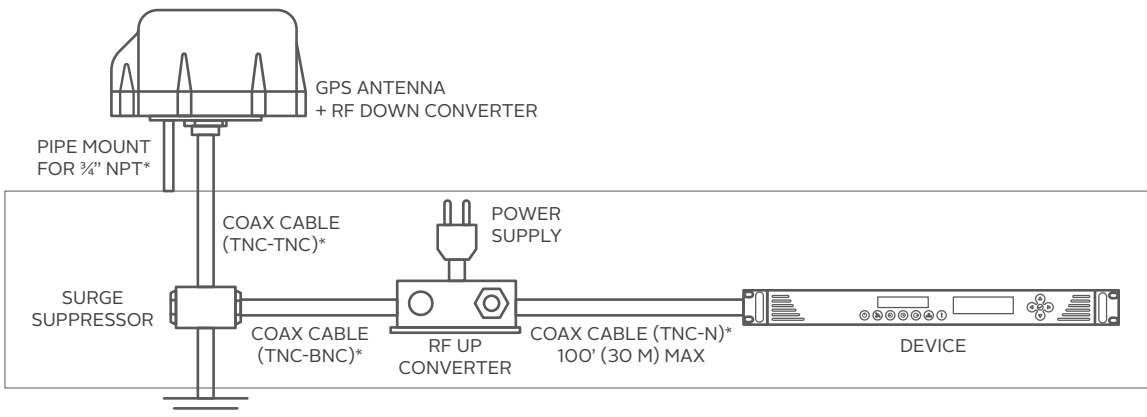 GPS ANTENNA
+ RF DOWN CONVERTER
PIPE MOUNT
FOR ¾” NPT*
COAX CABLE
(TNC-TNC)*
POWER
SUPPLY
SURGE
SUPPRESSOR
COAX CABLE
(TNC-BNC)*
RF UP
CONVERTER
COAX CABLE (TNC-N)*
100’ (30 M) MAX
DEVICE